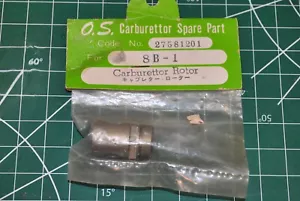 O.S. Carburettor Spare Part
Code No. 27581201
For 8B-1
Carburettor Rotor
キャブレター・ローター
60°
50°
15°